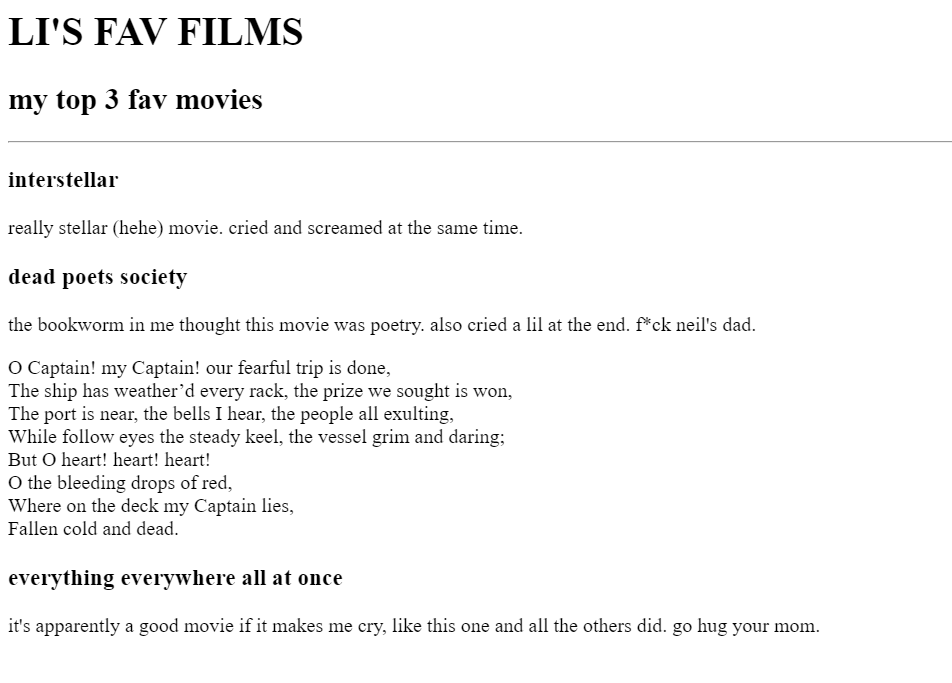 LI'S FAV FILMS
my top 3 fav movies
interstellar
really stellar (hehe) movie. cried and screamed at the same time.
dead poets society
the bookworm in me thought this movie was poetry. also cried a lil at the end. f*ck neil's dad.
O Captain! my Captain! our fearful trip is done,
The ship has weather’d every rack, the prize we sought is won,
The port is near, the bells I hear, the people all exulting,
While follow eyes the steady keel, the vessel grim and daring;
But O heart! heart! heart!
O the bleeding drops of red,
Where on the deck my Captain lies,
Fallen cold and dead.
everything everywhere all at once
it's apparently a good movie if it makes me cry, like this one and all the others did. go hug your mom.